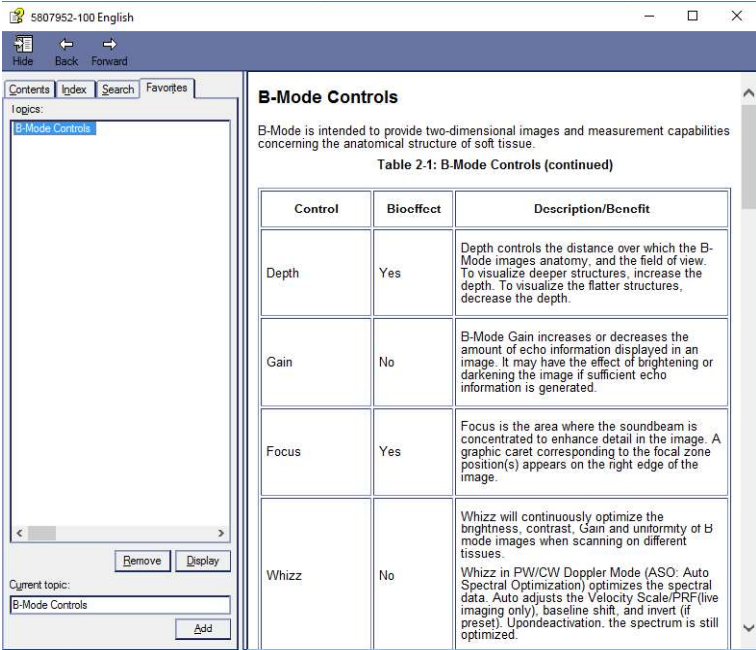 5807952-100 English
Hide Back Forward
Contents Index Search Favorites
Topics:
B-Mode Controls
Remove Display
Current topic:
B-Mode Controls
Add
B-Mode Controls
B-Mode is intended to provide two-dimensional images and measurement capabilities
concerning the anatomical structure of soft tissue.
Table 2-1: B-Mode Controls (continued)
Control Bioeffect Description/Benefit
Depth
Yes
Depth controls the distance over which the B-
Mode images anatomy, and the field of view.
To visualize deeper structures, increase the
depth. To visualize the flatter structures,
decrease the depth.
Gain
No
B-Mode Gain increases or decreases the
amount of echo information displayed in an
image. It may have the effect of brightening or
darkening the image if sufficient echo
information is generated.
Focus
Yes
Focus is the area where the soundbeam is
concentrated to enhance detail in the image. A
graphic caret corresponding to the focal zone
position(s) appears on the right edge of the
image.
Whizz
No
Whizz will continuously optimize the
brightness, contrast, Gain and uniformity of B
mode images when scanning on different
tissues.
Whizz in PW/CW Doppler Mode (ASO: Auto
Spectral Optimization) optimizes the spectral
data. Auto adjusts the Velocity Scale/PRF(live
imaging only), baseline shift, and invert (if
preset). Upondeactivation, the spectrum is still
optimized.